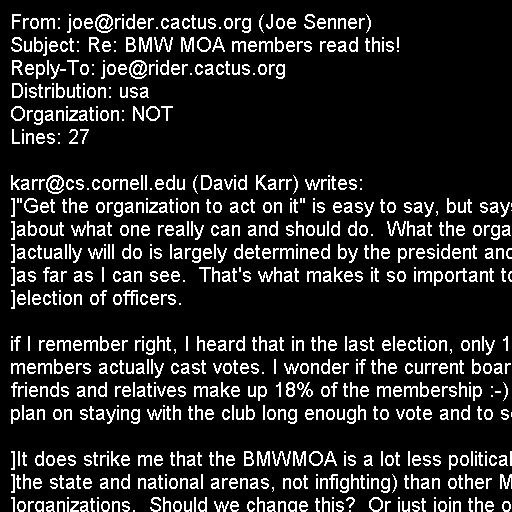 From: joe@rider.cactus.org (Joe Senner)
Subject: Re: BMW MOA members read this!
Reply-To: joe@rider.cactus.org
Distribution: usa
Organization: NOT
Lines: 27

karr@cs.cornell.edu (David Karr) writes:
]"Get the organization to act on it" is easy to say, but says
]about what one really can and should do.  What the orga
]actually will do is largely determined by the president and
]as far as I can see.  That's what makes it so important to
]election of officers.

if I remember right, I heard that in the last election, only 1
members actually cast votes. I wonder if the current boar
friends and relatives make up 18% of the membership :-)
plan on staying with the club long enough to vote and to s

]It does strike me that the BMWMOA is a lot less political
]the state and national arenas, not infighting) than other M
]organizations.  Should we change this?  Or just join the o